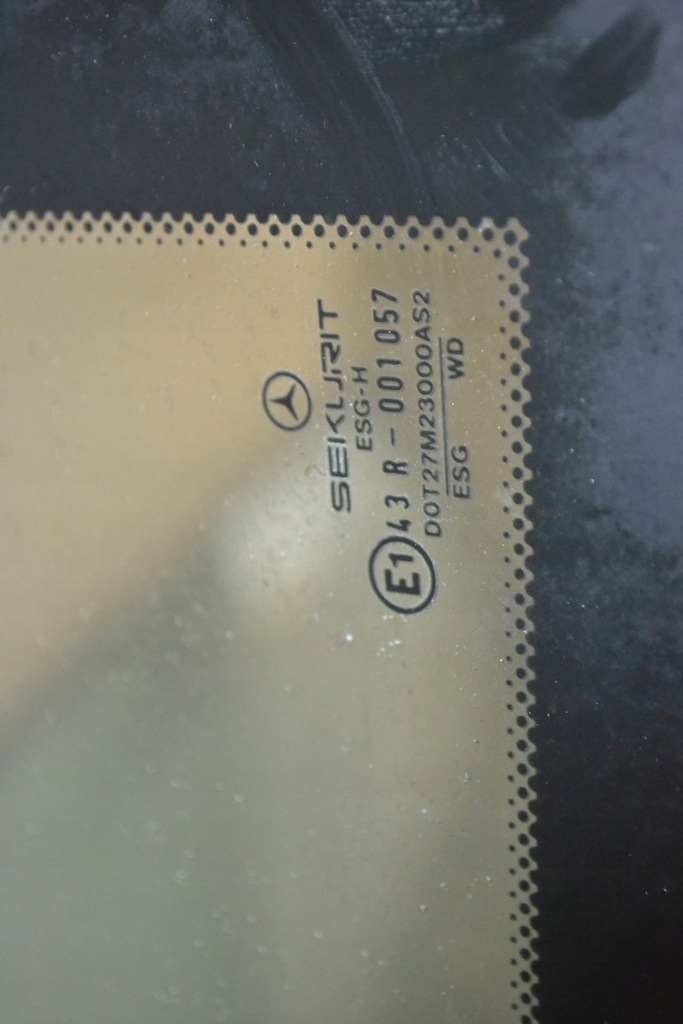 SEKURIT
ESG-H
E1 43 R - 001057
DOT27M23000AS2
WD
ESG